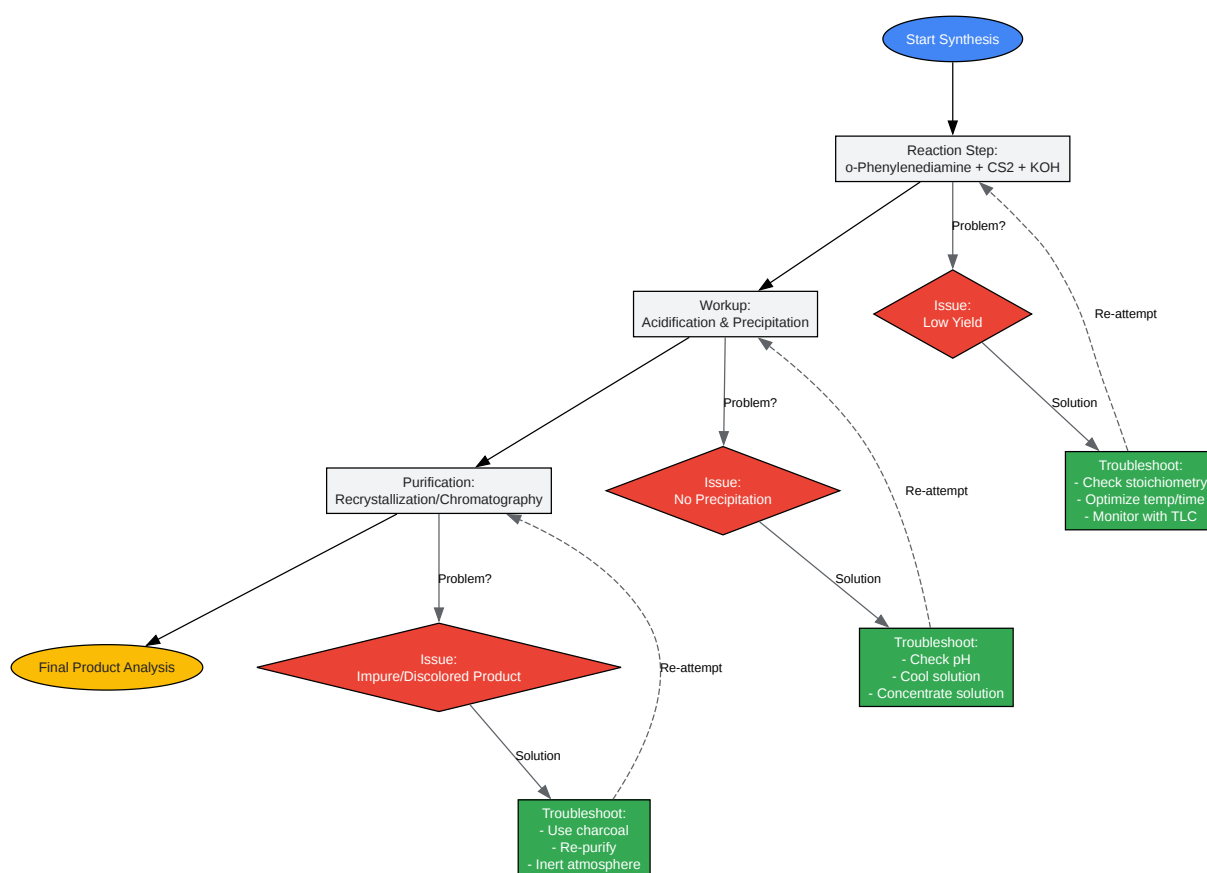 Start Synthesis
Reaction Step:
o-Phenylenediamine + CS2 + KOH
Problem?
Workup:
Acidification & Precipitation
Issue:
Low Yield
Re-attempt
Problem?
Solution
Troubleshoot:
- Check stoichiometry
- Optimize temp/time
- Monitor with TLC
Purification:
Recrystallization/Chromatography
Issue:
No Precipitation
Re-attempt
Problem?
Solution
Troubleshoot:
- Check pH
- Cool solution
- Concentrate solution
Final Product Analysis
Issue:
Impure/Discolored Product
Re-attempt
Solution
Troubleshoot:
- Use charcoal
- Re-purify
- Inert atmosphere